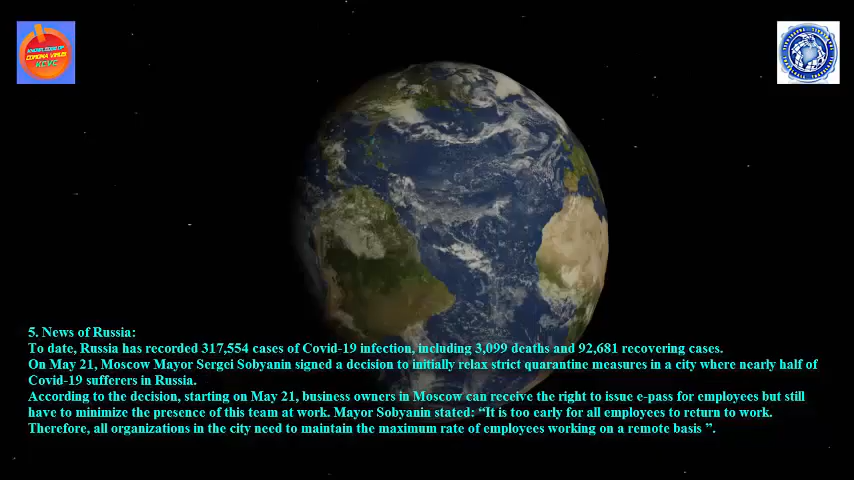 KNOWLEDGE OF
CORONA VIRUS
KCVC
5. News of Russia:
To date, Russia has recorded 317,554 cases of Covid-19 infection, including 3,099 deaths and 92,681 recovering cases.
On May 21, Moscow Mayor Sergei Sobyanin signed a decision to initially relax strict quarantine measures in a city where nearly half of
Covid-19 sufferers in Russia.
According to the decision, starting on May 21, business owners in Moscow can receive the right to issue e-pass for employees but still
have to minimize the presence of this team at work. Mayor Sobyanin stated: “It is too early for all employees to return to work.
Therefore, all organizations in the city need to maintain the maximum rate of employees working on a remote basis ”.